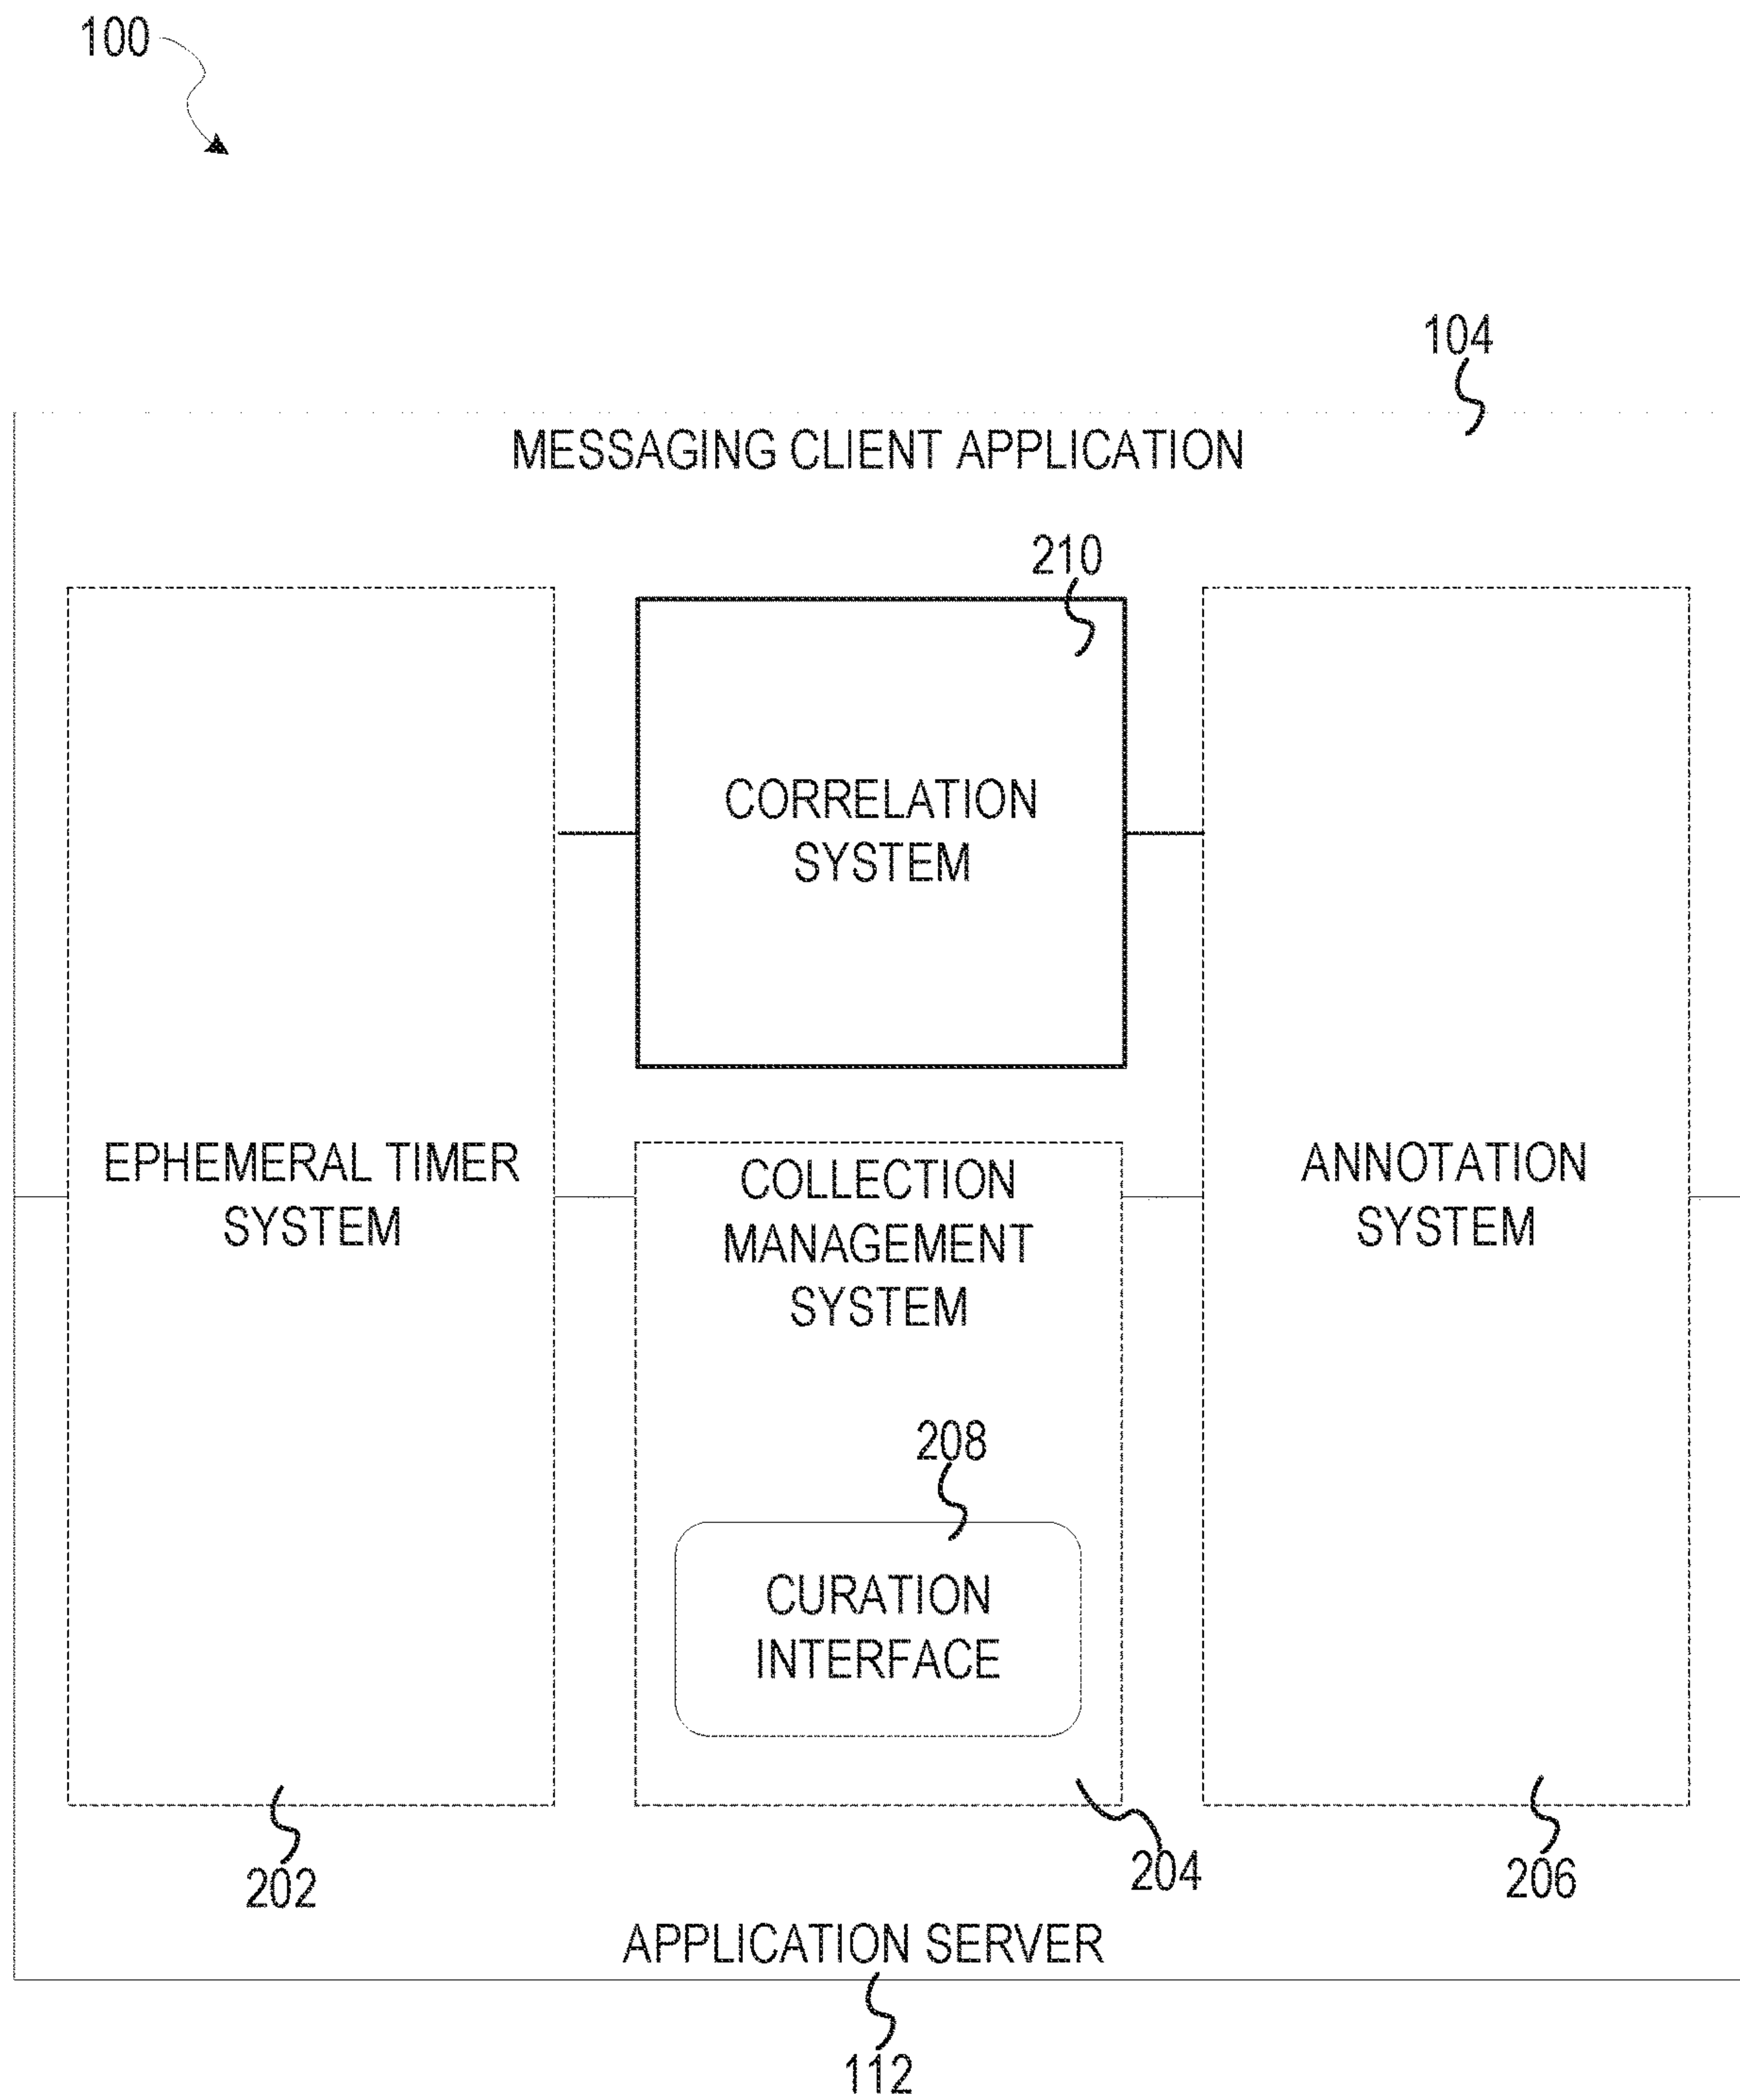 100
104
MESSAGING CLIENT APPLICATION
210
CORRELATION
SYSTEM
EPHEMERAL TIMER
SYSTEM
COLLECTION
MANAGEMENT
SYSTEM
ANNOTATION
SYSTEM
208
CURATION
INTERFACE
202
204
206
APPLICATION SERVER
112